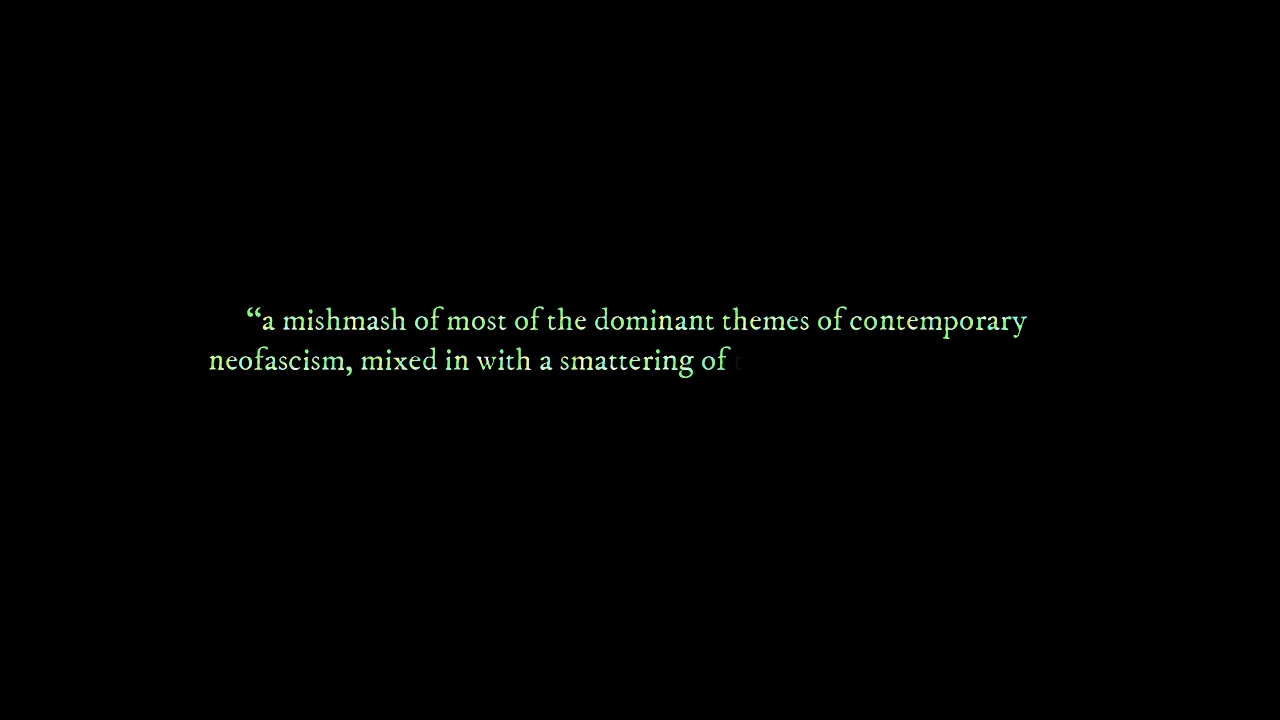 “a mishmash of most of the dominant themes of contemporary
neofascism, mixed in with a smattering of t